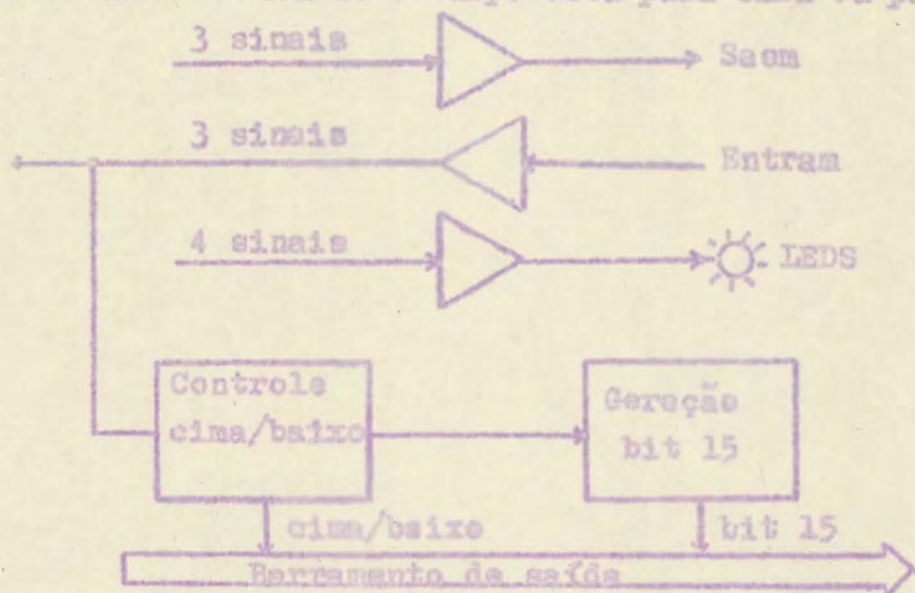 3 sinais
Saem
3 sinais
Entram
4 sinais
LEDS
Controle
cima/baixo
Geração
bit 15
cima/baixo
bit 15
Barramento de saída